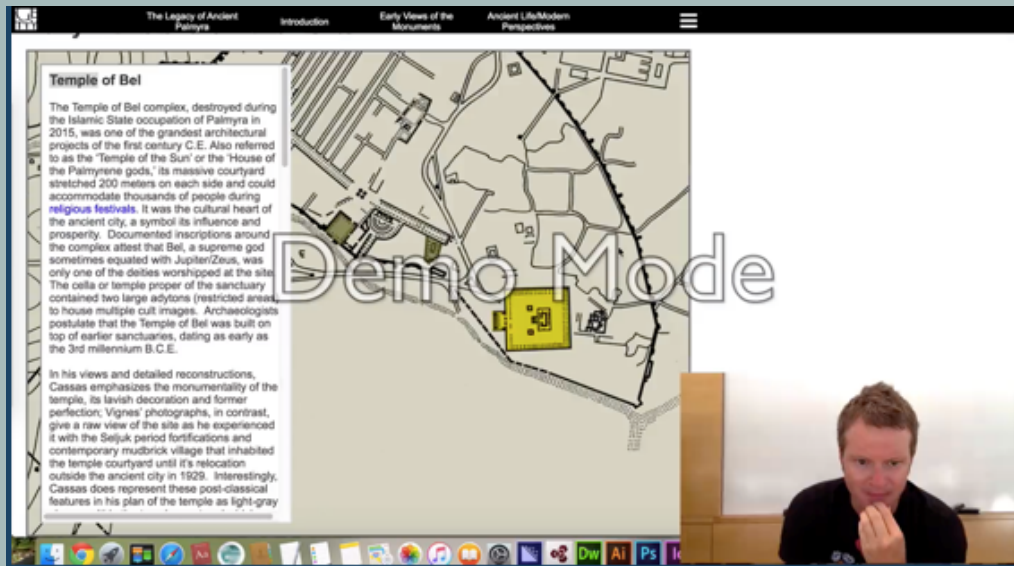 The Legacy of Ancient
Palmyra
Introduction
Early Views of the
Monuments
Ancient Life/Modern
Perspectives
Temple of Bel
The Temple of Bel complex, destroyed during
the Islamic State occupation of Palmyra in
2015, was one of the grandest architectural
projects of the first century C.E. Also referred
to as the 'Temple of the Sun' or the 'House of
the Palmyrene gods,' its massive courtyard
stretched 200 meters on each side and could
accommodate thousands of people during
religious festivals. It was the cultural heart of
the ancient city, a symbol its influence and
prosperity. Documented inscriptions around
the complex attest that Bel, a supreme god
sometimes equated with Jupiter/Zeus, was
only one of the deities worshipped at the site.
The cella or temple proper of the sanctuary
contained two large adytons (restricted areas)
to house multiple cult images. Archaeologists
postulate that the Temple of Bel was built on
top of earlier sanctuaries, dating as early as
the 3rd millennium B.C.E.
In his views and detailed reconstructions,
Cassas emphasizes the monumentality of the
temple, its lavish decoration and former
perfection; Vignes' photographs, in contrast,
give a raw view of the site as he experienced
it with the Seljuk period fortifications and
contemporary mudbrick village that inhabited
the temple courtyard until it's relocation
outside the ancient city in 1929. Interestingly,
Cassas does represent these post-classical
features in his plan of the temple as light-gray
Demo Mode
Dw
Ai
Ps